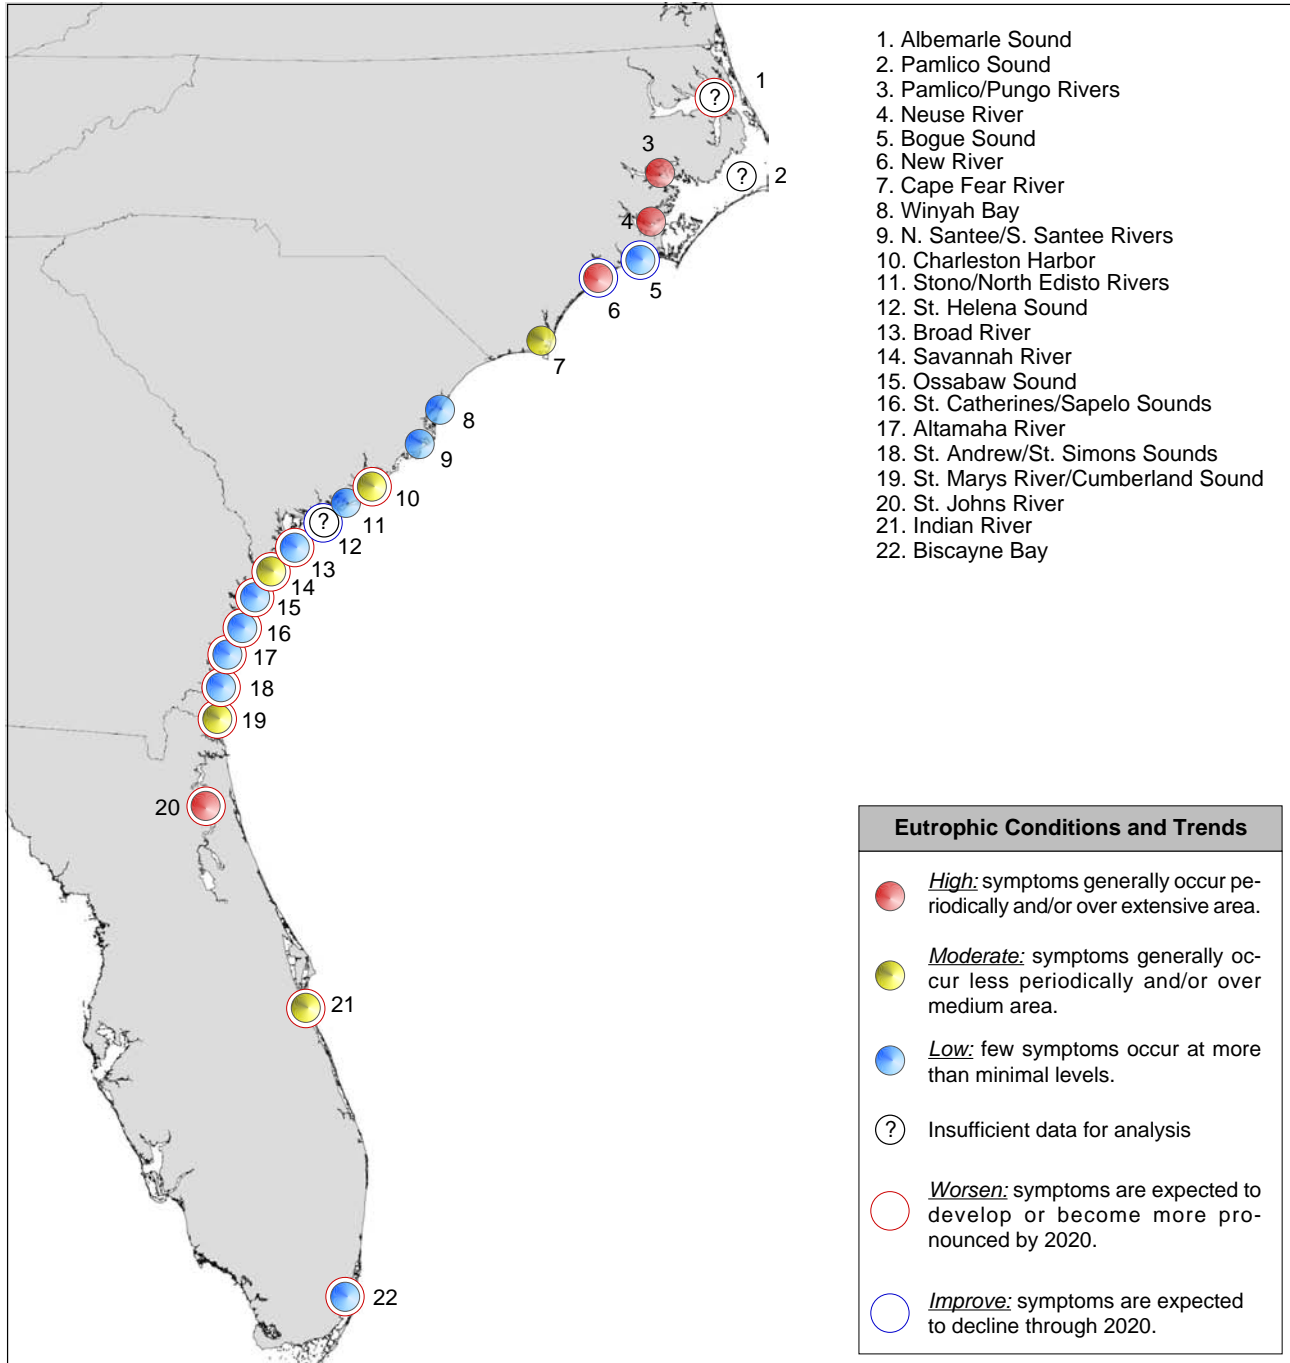 1. Albemarle Sound
2. Pamlico Sound
3. Pamlico/Pungo Rivers
4. Neuse River
5. Bogue Sound
6. New River
7. Cape Fear River
8. Winyah Bay
9. N. Santee/S. Santee Rivers
10. Charleston Harbor
11. Stono/North Edisto Rivers
12. St. Helena Sound
13. Broad River
14. Savannah River
15. Ossabaw Sound
16. St. Catherines/Sapelo Sounds
17. Altamaha River
18. St. Andrew/St. Simons Sounds
19. St. Marys River/Cumberland Sound
20. St. Johns River
21. Indian River
22. Biscayne Bay
1
?
3
?
2
4
5
6
7
8
9
10
11
?
12
13
14
15
16
17
18
19
20
21
22
Eutrophic Conditions and Trends
High: symptoms generally occur pe-
riodically and/or over extensive area.
Moderate: symptoms generally oc-
cur less periodically and/or over
medium area.
Low: few symptoms occur at more
than minimal levels.
? Insufficient data for analysis
Worsen: symptoms are expected to
develop or become more pro-
nounced by 2020.
Improve: symptoms are expected
to decline through 2020.